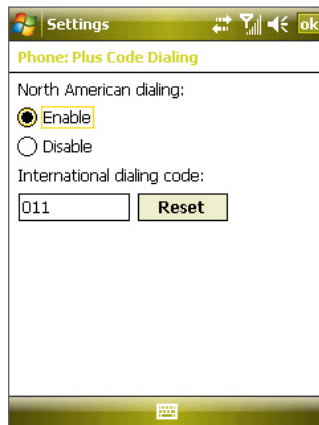 Settings
ok
Phone: Plus Code Dialing
North American dialing:
Enable
Disable
International dialing code:
011 Reset